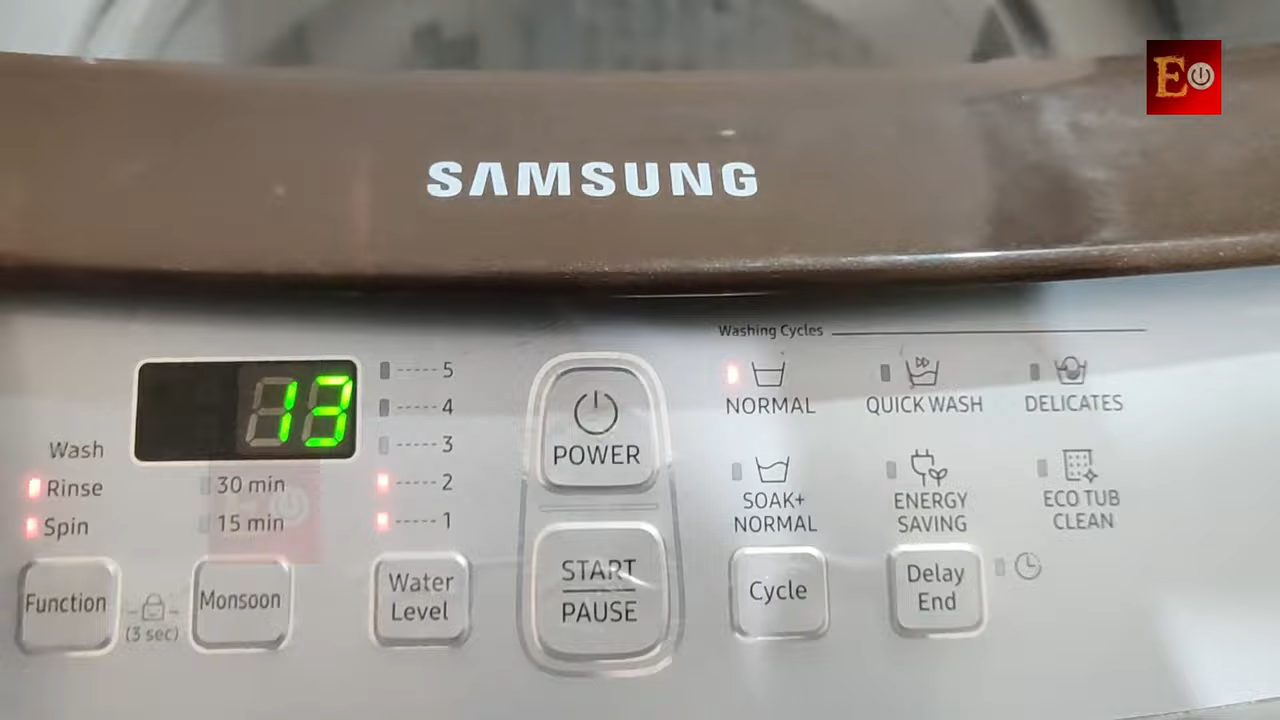 E
SAMSUNG
Washing Cycles
13
5
4
3
2
1
Wash
Rinse
Spin
30 min
15 min
POWER
START
PAUSE
NORMAL
QUICK WASH
DELICATES
SOAK+
NORMAL
ENERGY
SAVING
ECO TUB
CLEAN
Function
(3 sec)
Monsoon
Water
Level
Cycle
Delay
End